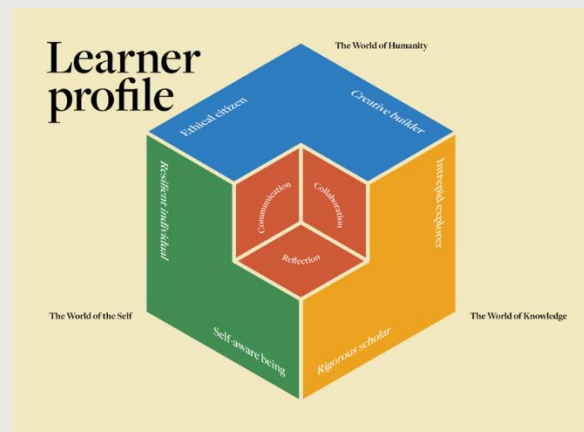 Learner
profile
The World of Humanity
Ethical citizen
Creative builder
Resilient individual
Communication
Collaboration
Intrepid explorer
Reflection
The World of the Self
The World of Knowledge
Self-aware being
Rigorous scholar